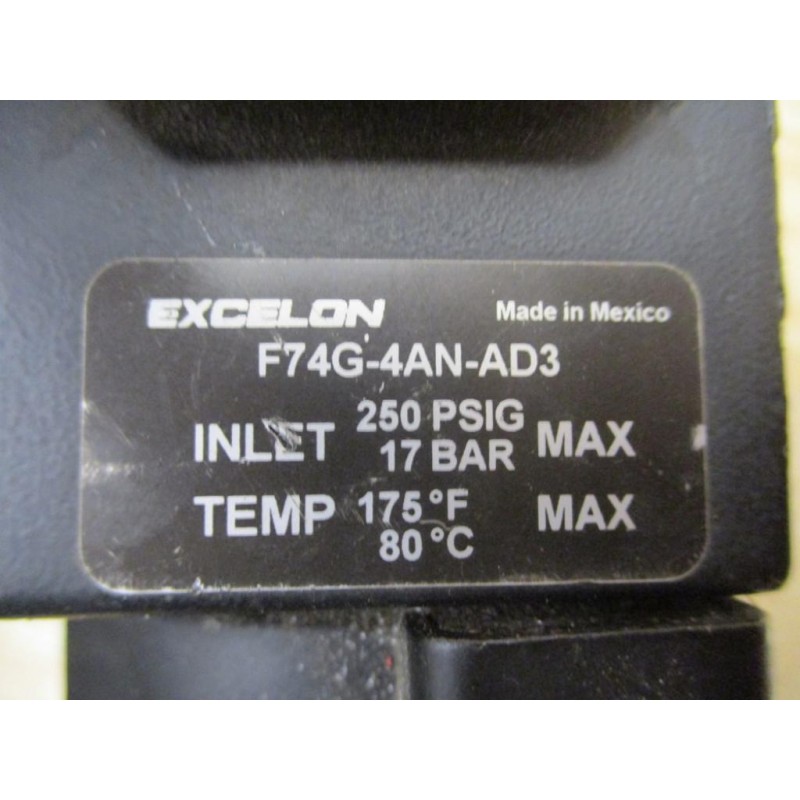 EXCELON Made in Mexico
F74G-4AN-AD3
INLET 250 PSIG 17 BAR MAX
TEMP 175 °F 80 °C MAX